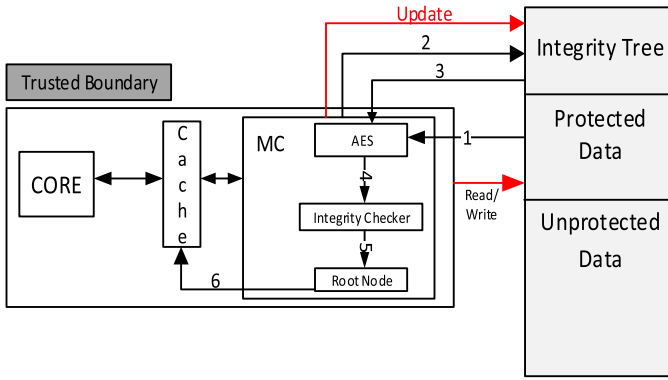 Update
2
3
Integrity Tree
Trusted Boundary
Protected
Data
1
MC
AES
Cache
CORE
4
Read/
Write
Integrity Checker
Unprotected
Data
5
6
Root Node